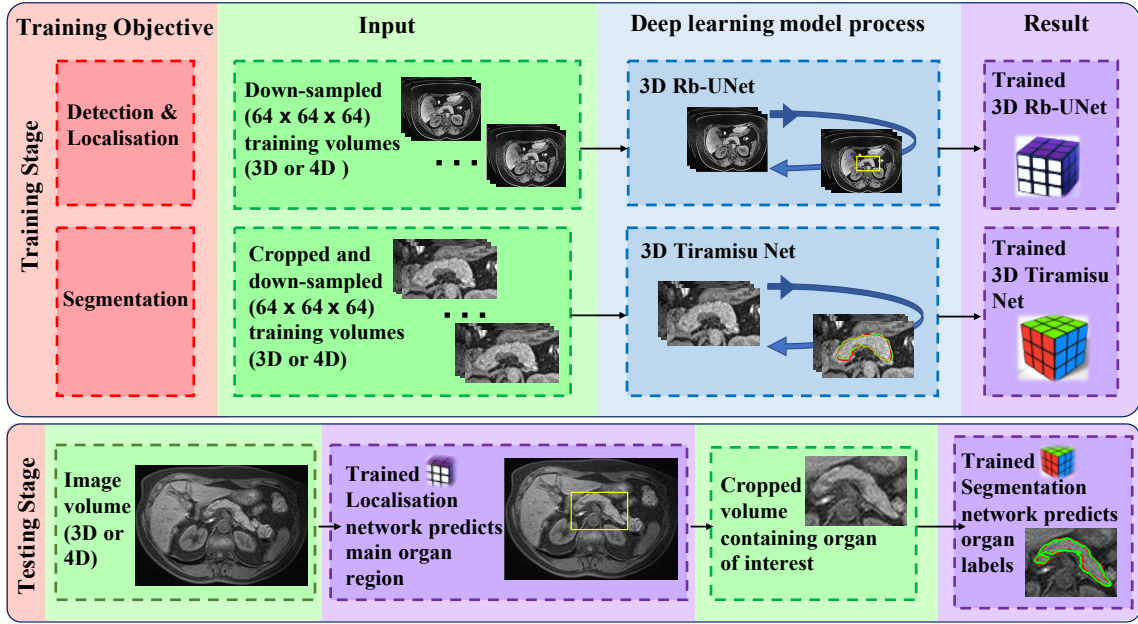 Training Objective
Input
Deep learning model process
Result
Training Stage
Detection &
Localisation
Down-sampled
(64 x 64 x 64)
training volumes
(3D or 4D )
...
3D Rb-UNet
Trained
3D Rb-UNet
Segmentation
Cropped and
down-sampled
(64 x 64 x 64)
training volumes
(3D or 4D)
...
3D Tiramisu Net
Trained
3D Tiramisu
Net
Testing Stage
Image
volume
(3D or
4D)
Trained
Localisation
network predicts
main organ
region
Cropped
volume
containing organ
of interest
Trained
Segmentation
network predicts
organ
labels